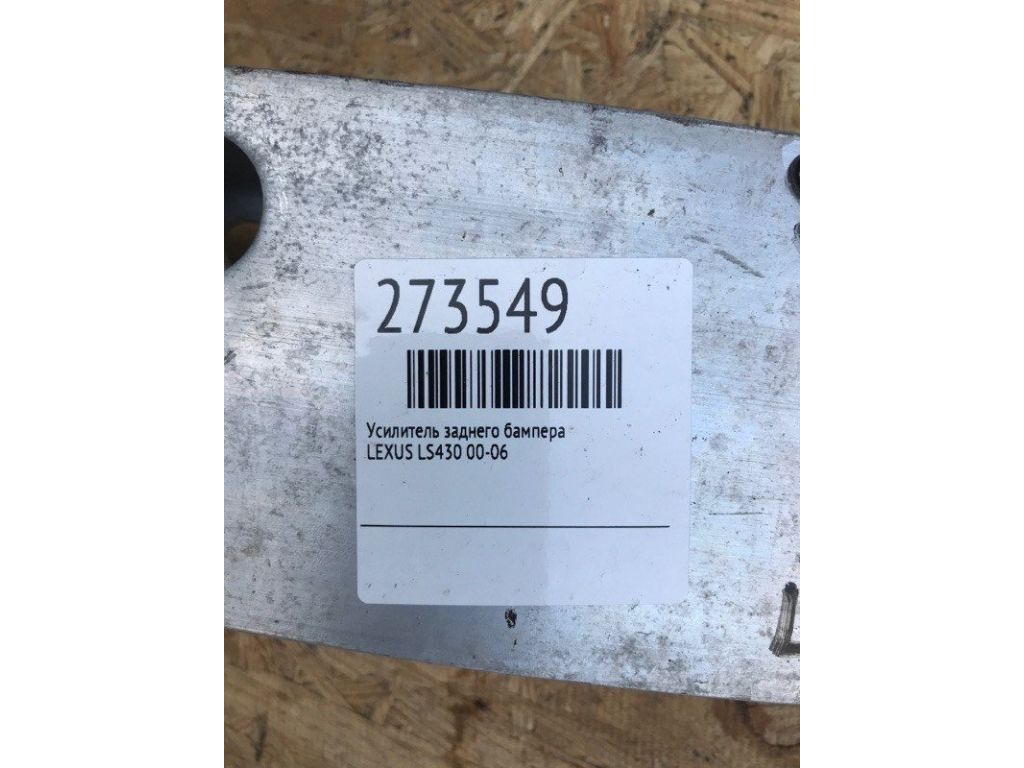 273549
Усилитель заднего бампера
LEXUS LS430 00-06
L